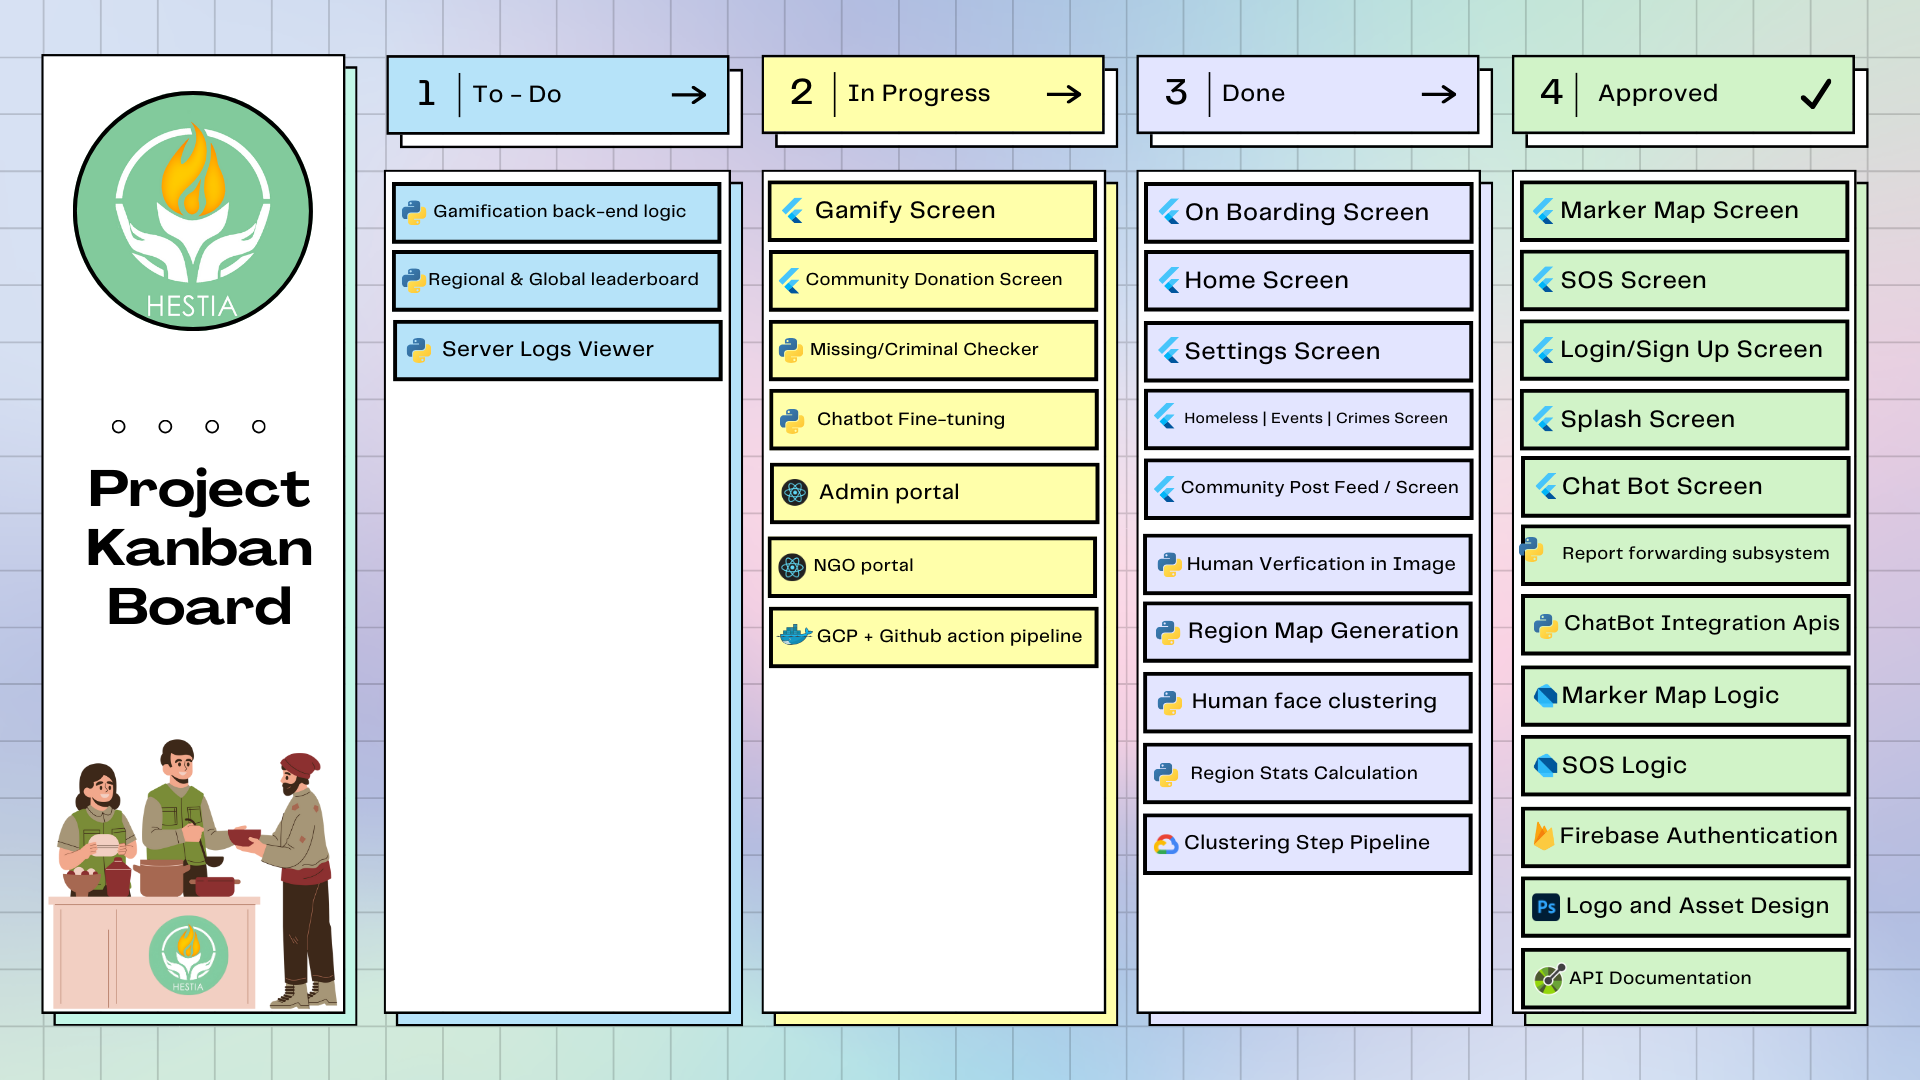 HESTIA
Project
Kanban
Board
HESTIA
1 To - Do
Gamification back-end logic
Regional & Global leaderboard
Server Logs Viewer
2 In Progress
Gamify Screen
Community Donation Screen
Missing/Criminal Checker
Chatbot Fine-tuning
Admin portal
NGO portal
GCP + Github action pipeline
3 Done
On Boarding Screen
Home Screen
Settings Screen
Homeless | Events | Crimes Screen
Community Post Feed / Screen
Human Verfication in Image
Region Map Generation
Human face clustering
Region Stats Calculation
Clustering Step Pipeline
4 Approved
Marker Map Screen
SOS Screen
Login/Sign Up Screen
Splash Screen
Chat Bot Screen
Report forwarding subsystem
ChatBot Integration Apis
Marker Map Logic
SOS Logic
Firebase Authentication
Ps Logo and Asset Design
API Documentation